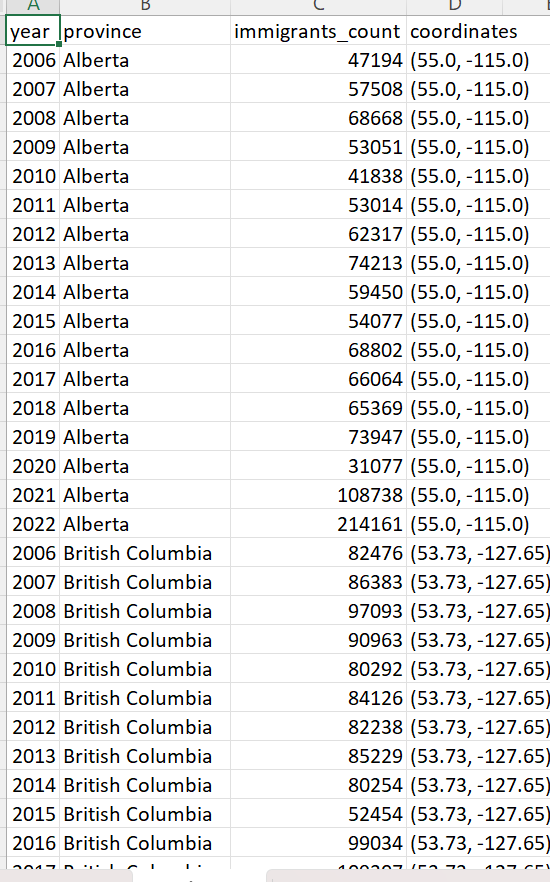 A B C D
year province immigrants_count coordinates
2006 Alberta 47194 (55.0, -115.0)
2007 Alberta 57508 (55.0, -115.0)
2008 Alberta 68668 (55.0, -115.0)
2009 Alberta 53051 (55.0, -115.0)
2010 Alberta 41838 (55.0, -115.0)
2011 Alberta 53014 (55.0, -115.0)
2012 Alberta 62317 (55.0, -115.0)
2013 Alberta 74213 (55.0, -115.0)
2014 Alberta 59450 (55.0, -115.0)
2015 Alberta 54077 (55.0, -115.0)
2016 Alberta 68802 (55.0, -115.0)
2017 Alberta 66064 (55.0, -115.0)
2018 Alberta 65369 (55.0, -115.0)
2019 Alberta 73947 (55.0, -115.0)
2020 Alberta 31077 (55.0, -115.0)
2021 Alberta 108738 (55.0, -115.0)
2022 Alberta 214161 (55.0, -115.0)
2006 British Columbia 82476 (53.73, -127.65)
2007 British Columbia 86383 (53.73, -127.65)
2008 British Columbia 97093 (53.73, -127.65)
2009 British Columbia 90963 (53.73, -127.65)
2010 British Columbia 80292 (53.73, -127.65)
2011 British Columbia 84126 (53.73, -127.65)
2012 British Columbia 82238 (53.73, -127.65)
2013 British Columbia 85229 (53.73, -127.65)
2014 British Columbia 80254 (53.73, -127.65)
2015 British Columbia 52454 (53.73, -127.65)
2016 British Columbia 99034 (53.73, -127.65)